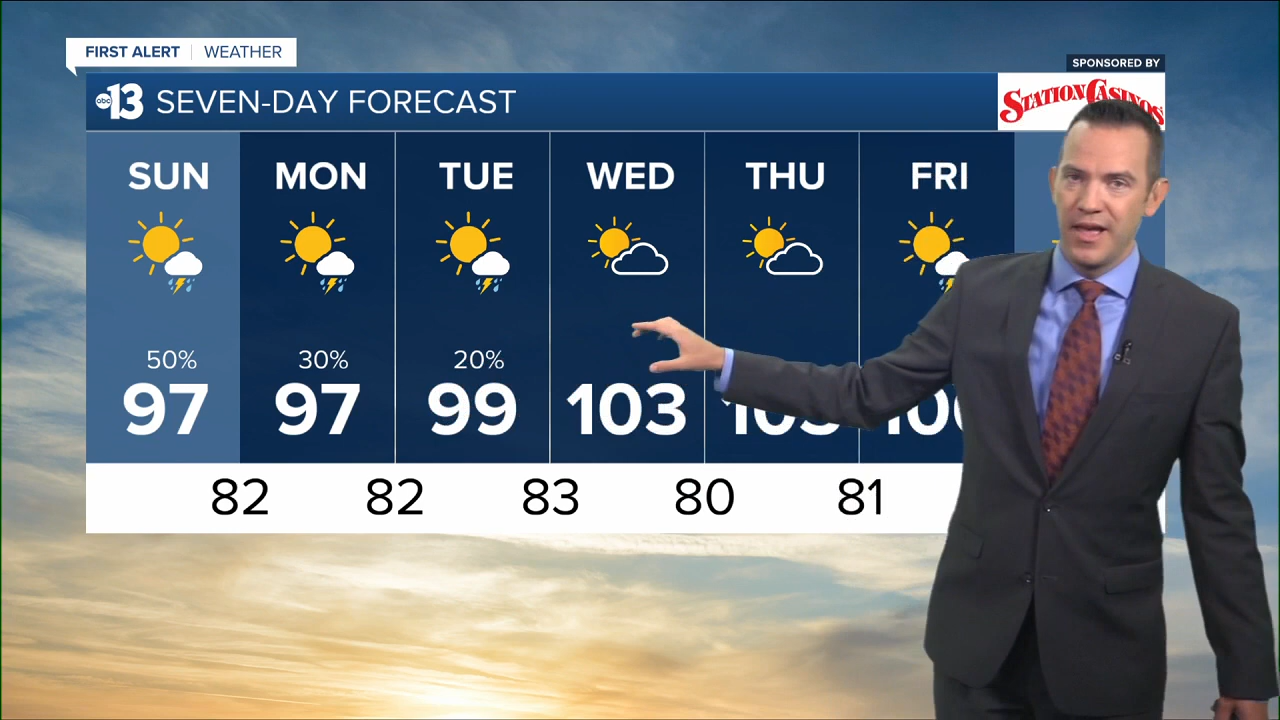 FIRST ALERT | WEATHER
SPONSORED BY
abc 13 SEVEN-DAY FORECAST
STATION CASINOS
SUN MON TUE WED THU FRI
50% 30% 20%
97 97 99 103
82 82 83 80 81